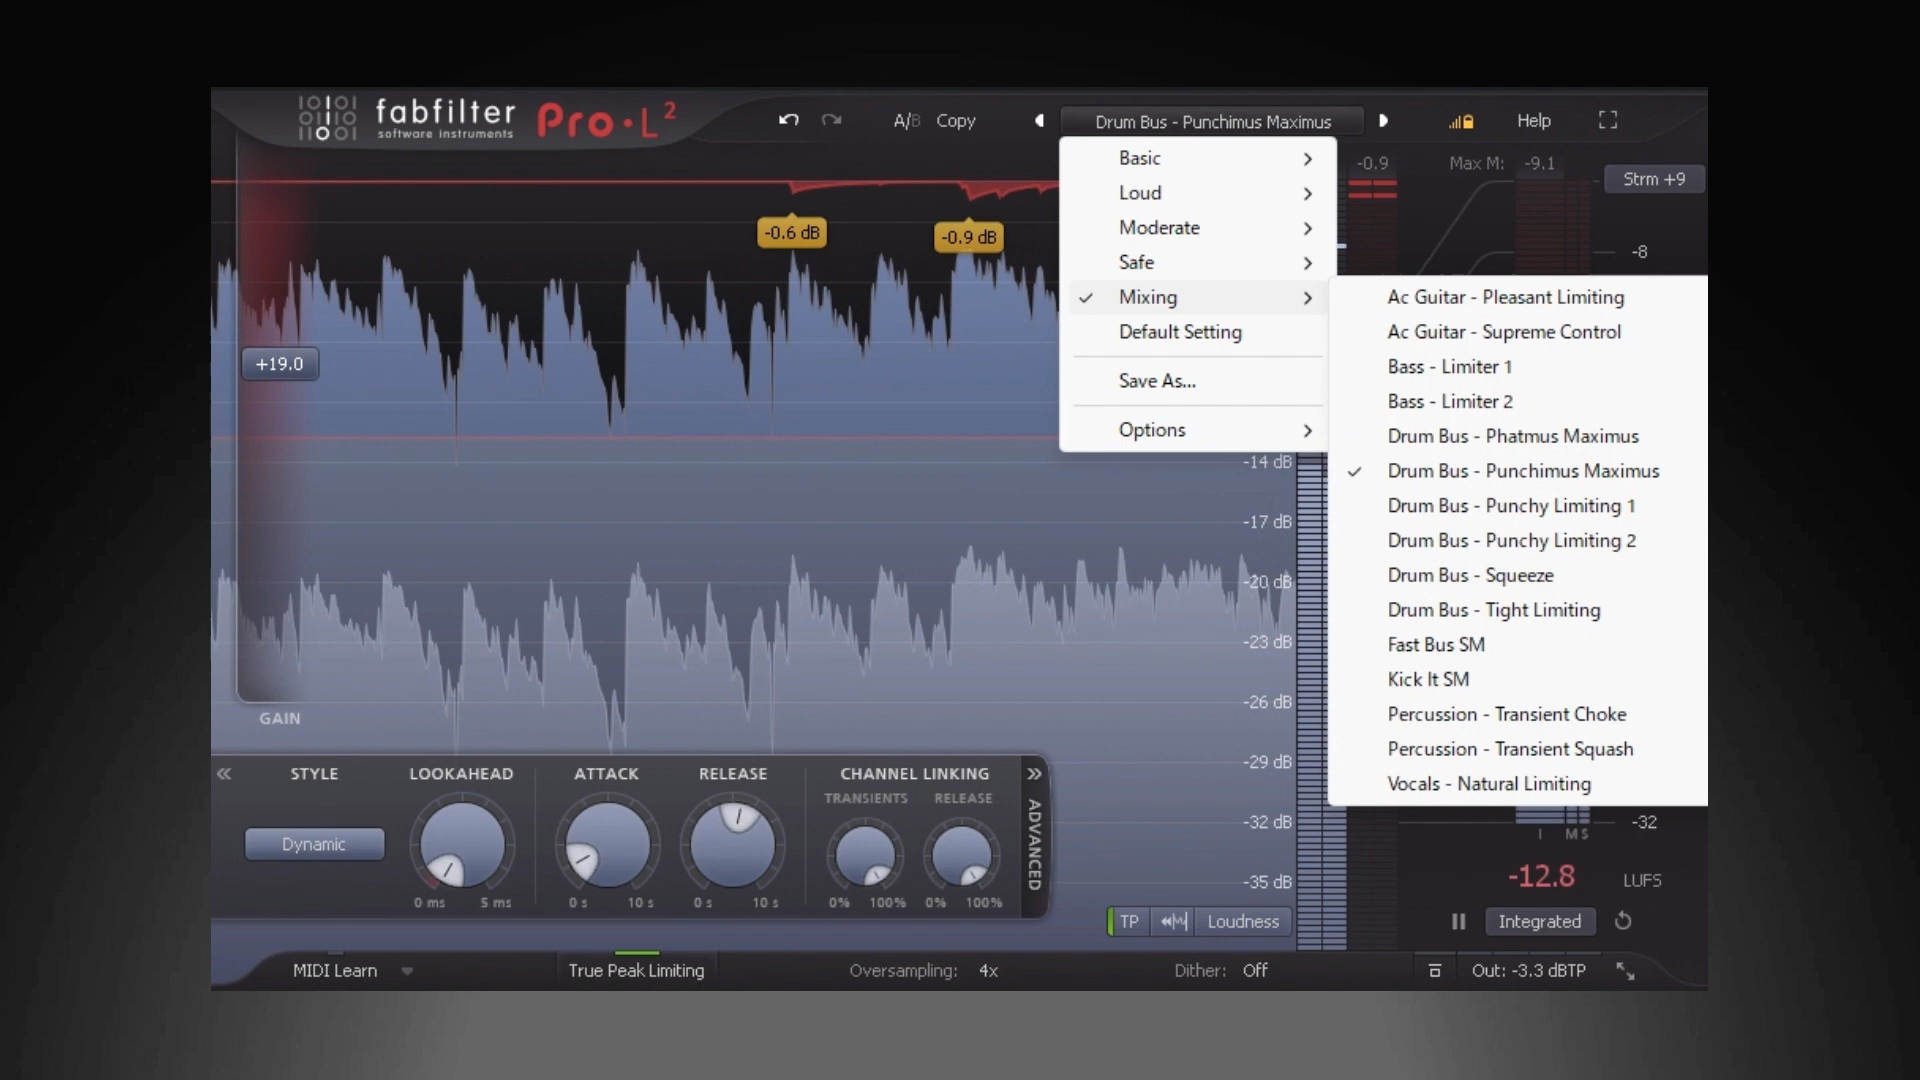 fabfilter
software instruments
Pro·L²
A/B
Copy
Drum Bus - Punchimus Maximus
Help
-0.9
Max M: -9.1
Strm +9
-0.6 dB
-0.9 dB
+19.0
GAIN
Basic
Loud
Moderate
Safe
Mixing
Default Setting
Save As...
Options
-8
Ac Guitar - Pleasant Limiting
Ac Guitar - Supreme Control
Bass - Limiter 1
Bass - Limiter 2
Drum Bus - Phatmus Maximus
Drum Bus - Punchimus Maximus
Drum Bus - Punchy Limiting 1
Drum Bus - Punchy Limiting 2
Drum Bus - Squeeze
Drum Bus - Tight Limiting
Fast Bus SM
Kick It SM
Percussion - Transient Choke
Percussion - Transient Squash
Vocals - Natural Limiting
-14 dB
-17 dB
-20 dB
-23 dB
-26 dB
-29 dB
-32 dB
-35 dB
-32
I M S
-12.8 LUFS
Integrated
STYLE
Dynamic
LOOKAHEAD
0 ms 5 ms
ATTACK
0 s 10 s
RELEASE
0 s 10 s
CHANNEL LINKING
TRANSIENTS
RELEASE
0% 100%
0% 100%
ADVANCED
TP
Loudness
MIDI Learn
True Peak Limiting
Oversampling: 4x
Dither: Off
Out: -3.3 dBTP